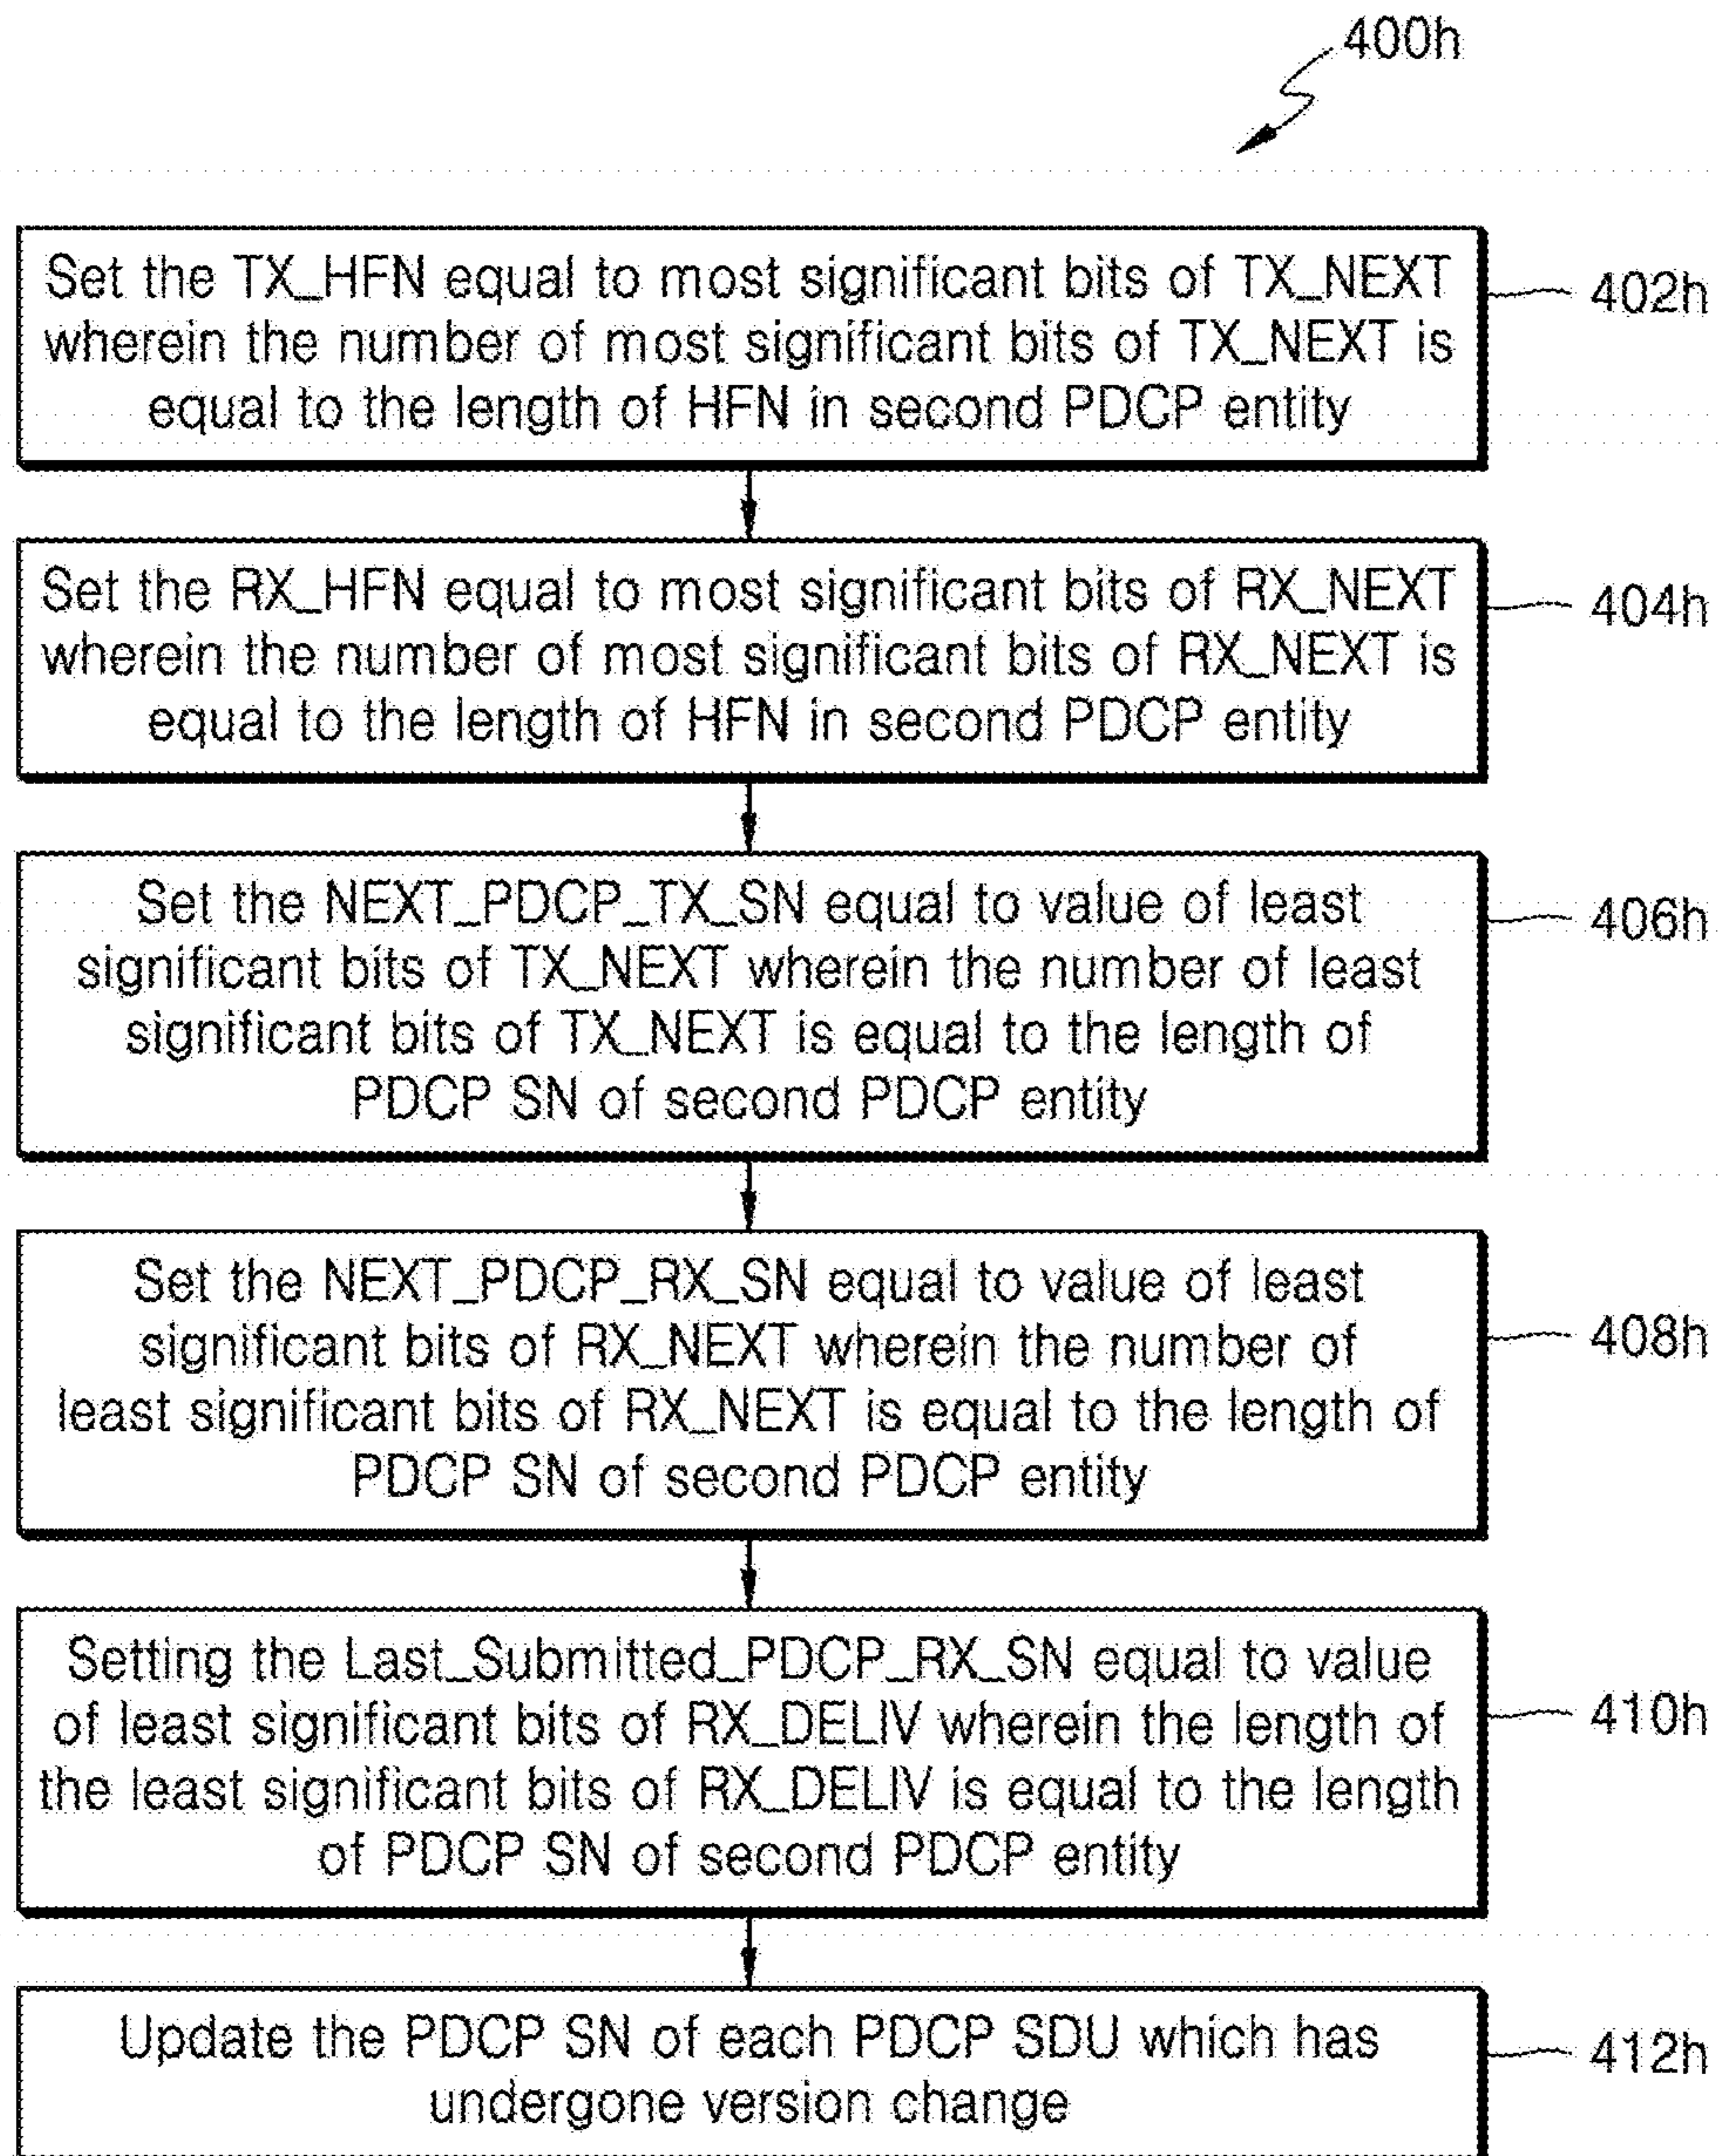 400h
Set the TX_HFN equal to most significant bits of TX_NEXT
wherein the number of most significant bits of TX_NEXT is
equal to the length of HFN in second PDCP entity
402h
Set the RX_HFN equal to most significant bits of RX_NEXT
wherein the number of most significant bits of RX_NEXT is
equal to the length of HFN in second PDCP entity
404h
Set the NEXT_PDCP_TX_SN equal to value of least
significant bits of TX_NEXT wherein the number of least
significant bits of TX_NEXT is equal to the length of
PDCP SN of second PDCP entity
406h
Set the NEXT_PDCP_RX_SN equal to value of least
significant bits of RX_NEXT wherein the number of
least significant bits of RX_NEXT is equal to the length of
PDCP SN of second PDCP entity
408h
Setting the Last_Submitted_PDCP_RX_SN equal to value
of least significant bits of RX_DELIV wherein the length of
the least significant bits of RX_DELIV is equal to the length
of PDCP SN of second PDCP entity
410h
Update the PDCP SN of each PDCP SDU which has
undergone version change
412h